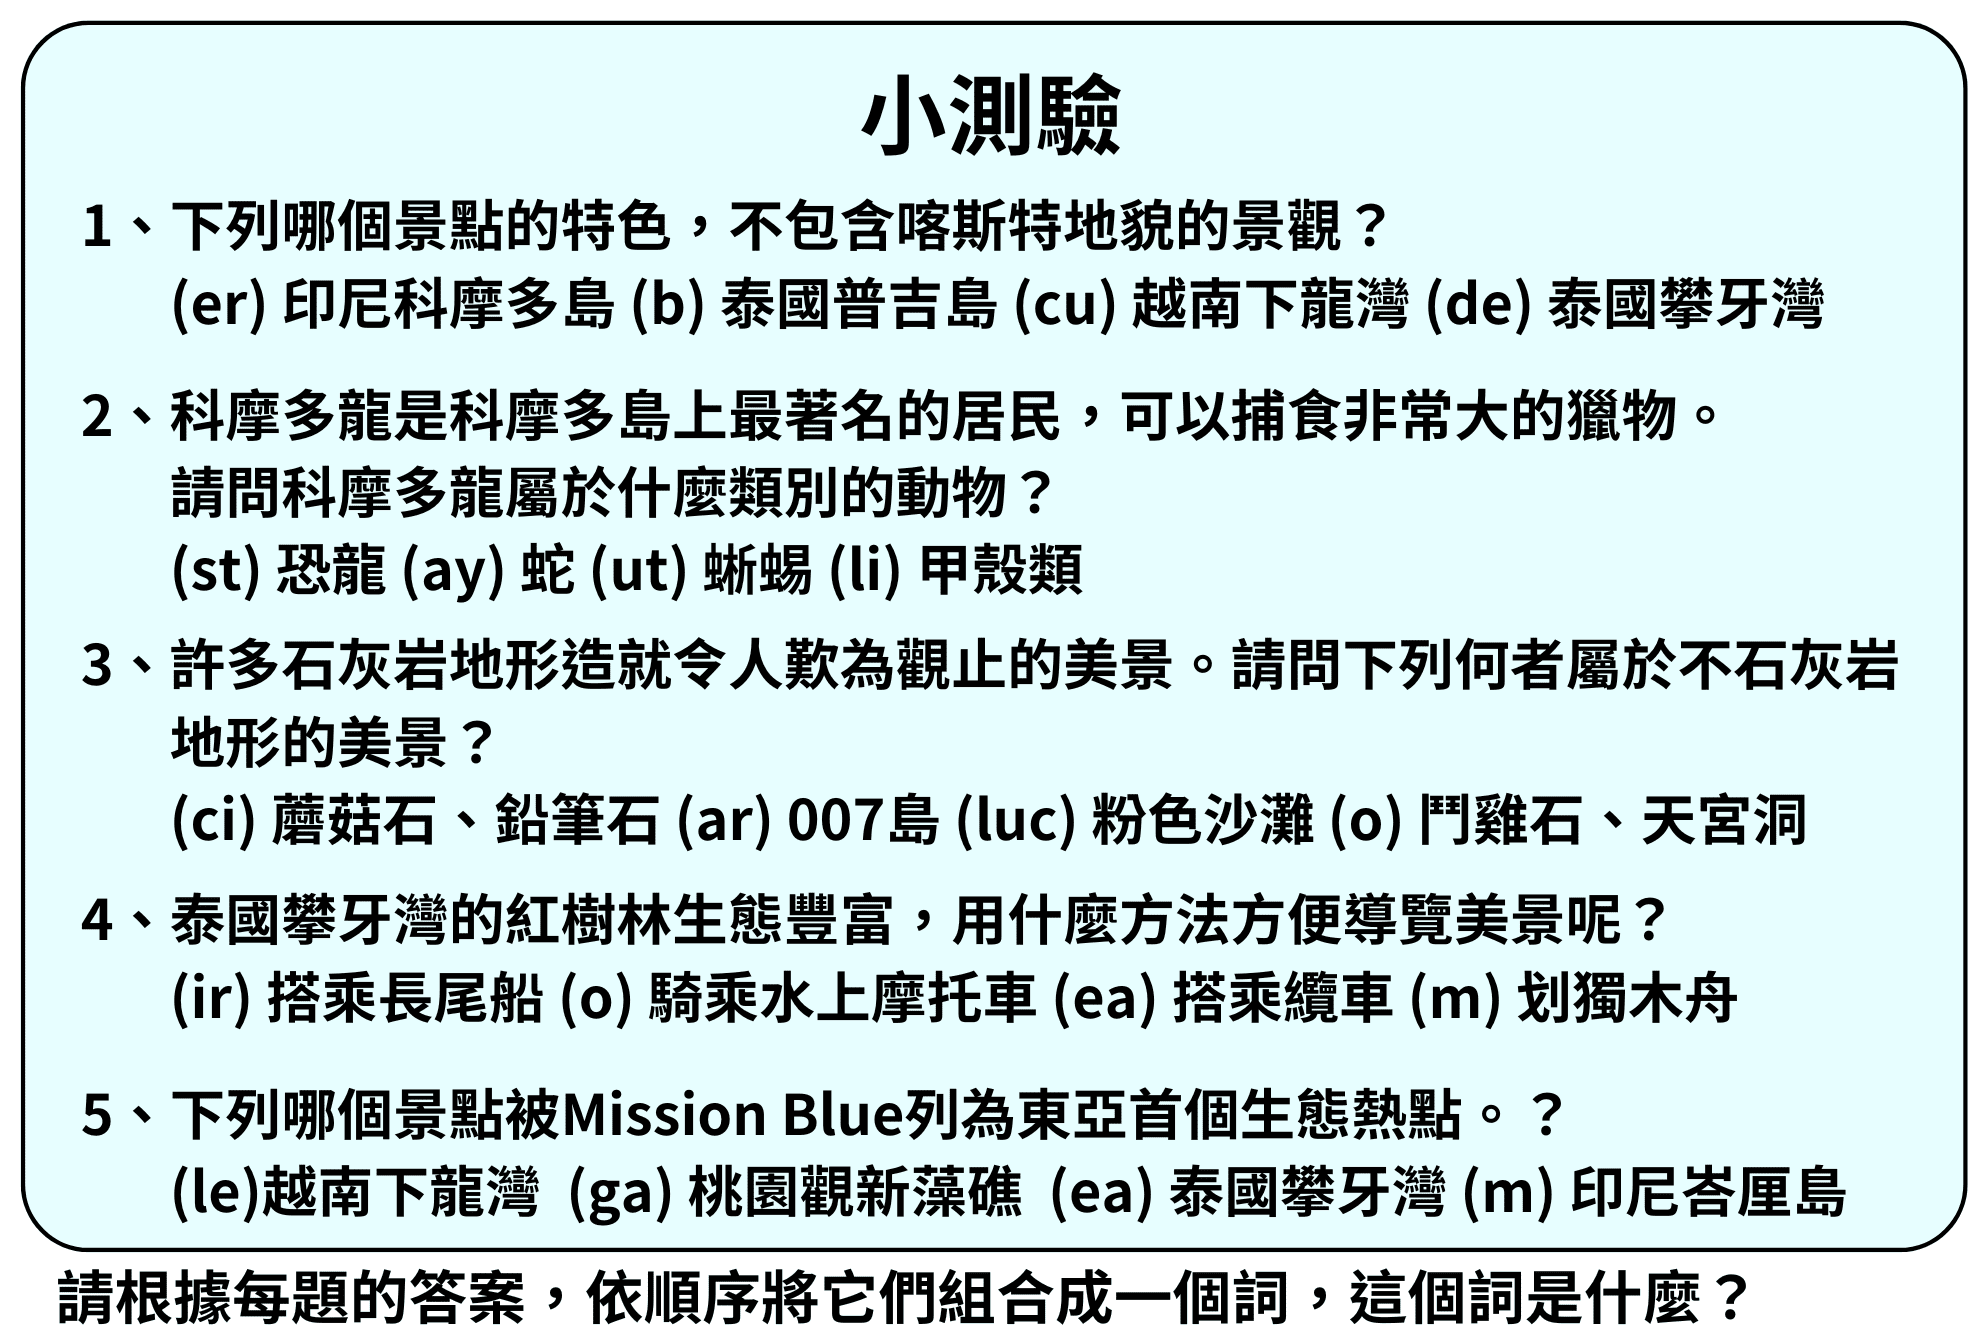 小測驗
1、下列哪個景點的特色，不包含喀斯特地貌的景觀？
(er) 印尼科摩多島 (b) 泰國普吉島 (cu) 越南下龍灣 (de) 泰國攀牙灣
2、科摩多龍是科摩多島上最著名的居民，可以捕食非常大的獵物。
請問科摩多龍屬於什麼類別的動物？
(st) 恐龍 (ay) 蛇 (ut) 蜥蜴 (li) 甲殼類
3、許多石灰岩地形造就令人歎為觀止的美景。請問下列何者屬於不石灰岩
地形的美景？
(ci) 蘑菇石、鉛筆石 (ar) 007島 (luc) 粉色沙灘 (o) 鬥雞石、天宮洞
4、泰國攀牙灣的紅樹林生態豐富，用什麼方法方便導覽美景呢？
(ir) 搭乘長尾船 (o) 騎乘水上摩托車 (ea) 搭乘纜車 (m) 划獨木舟
5、下列哪個景點被Mission Blue列為東亞首個生態熱點。？
(le)越南下龍灣 (ga) 桃園觀新藻礁 (ea) 泰國攀牙灣 (m) 印尼峇厘島
請根據每題的答案，依順序將它們組合成一個詞，這個詞是什麼？